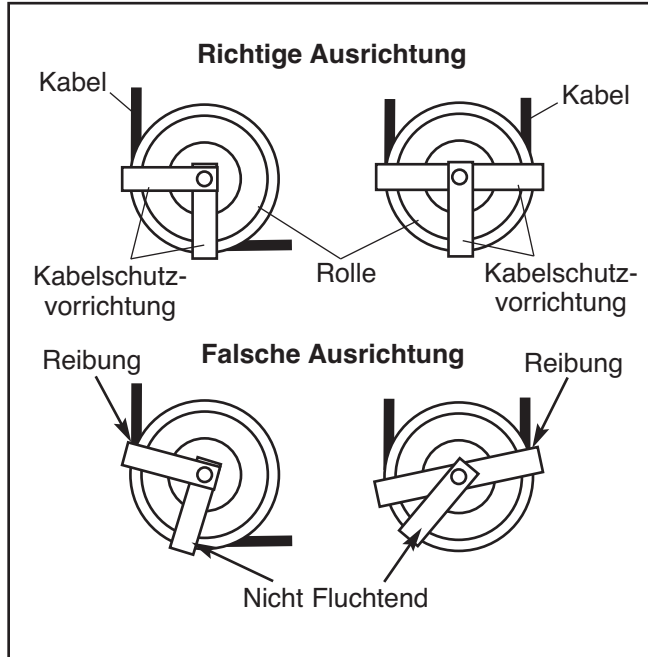 Richtige Ausrichtung
Kabel
Kabel
Kabelschutz-
vorrichtung
Rolle
Kabelschutz-
vorrichtung
Falsche Ausrichtung
Reibung
Reibung
Nicht Fluchtend